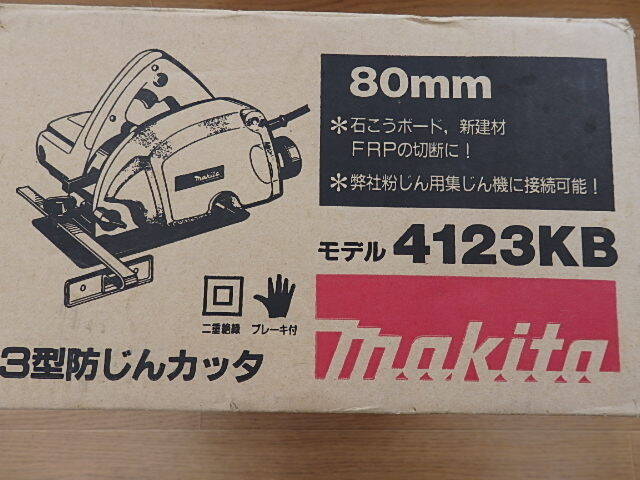 80mm
＊石こうボード，新建材
FRPの切断に！
＊弊社粉じん用集じん機に接続可能！
モデル 4123KB
makita
二重絶縁 ブレーキ付
3型防じんカッタ
makita